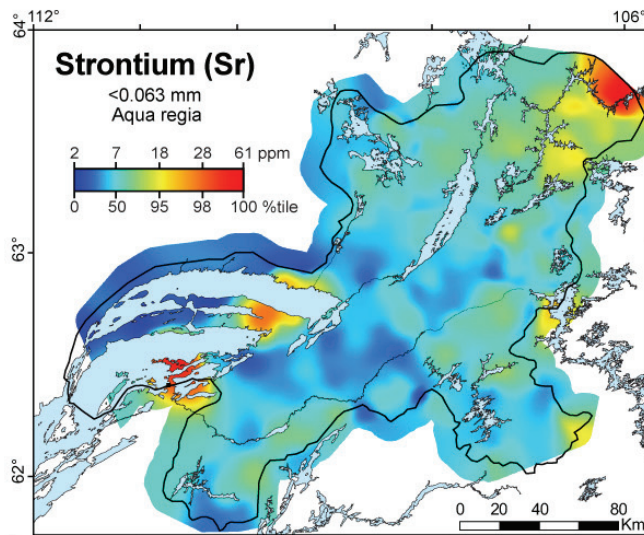 64°
112°
106°
Strontium (Sr)
<0.063 mm
Aqua regia
2 7 18 28 61 ppm
0 50 95 98 100 %tile
63°
62°
0 20 40 60 80
Km